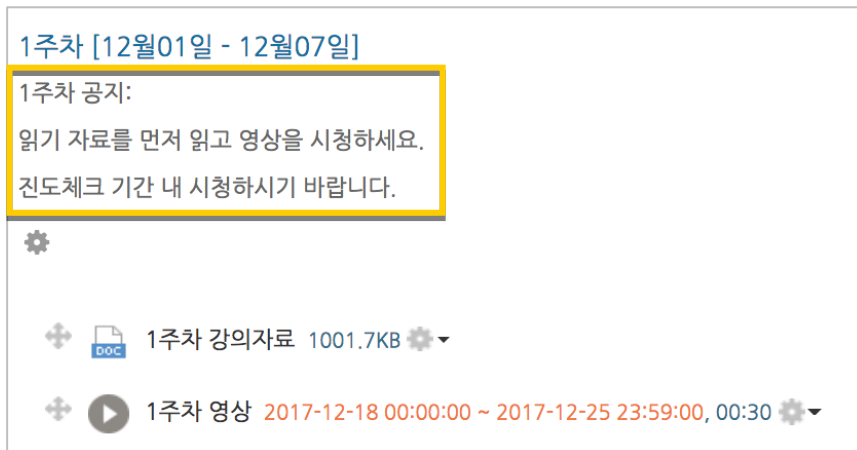 1주차 [12월01일 - 12월07일]
1주차 공지:
읽기 자료를 먼저 읽고 영상을 시청하세요.
진도체크 기간 내 시청하시기 바랍니다.
DOC 1주차 강의자료 1001.7KB
1주차 영상 2017-12-18 00:00:00 ~ 2017-12-25 23:59:00, 00:30